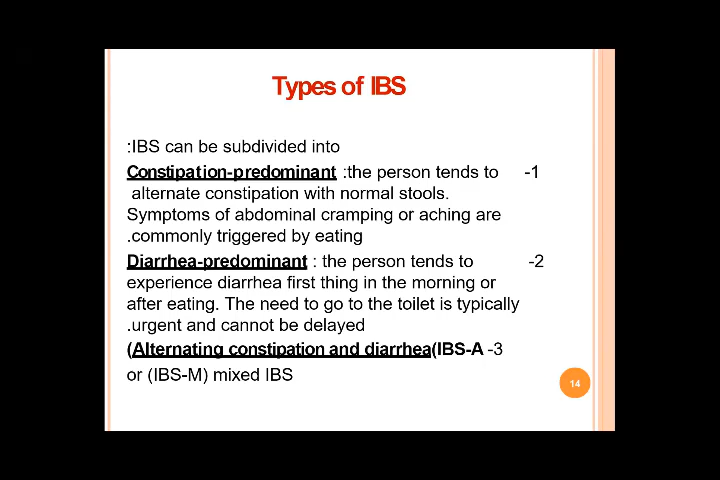 Types of IBS
:IBS can be subdivided into
Constipation-predominant :the person tends to -1
alternate constipation with normal stools.
Symptoms of abdominal cramping or aching are
.commonly triggered by eating
Diarrhea-predominant : the person tends to -2
experience diarrhea first thing in the morning or
after eating. The need to go to the toilet is typically
.urgent and cannot be delayed
(Alternating constipation and diarrhea(IBS-A -3
or (IBS-M) mixed IBS
14